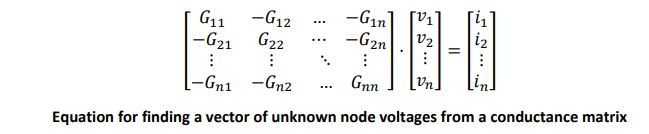 G₁₁ −G₁₂ … −G₁ₙ v₁ i₁
−G₂₁ G₂₂ ⋯ −G₂ₙ · v₂ = i₂
⋮ ⋮ ⋱ ⋮ ⋮ ⋮
−Gₙ₁ −Gₙ₂ … Gₙₙ vₙ iₙ
Equation for finding a vector of unknown node voltages from a conductance matrix